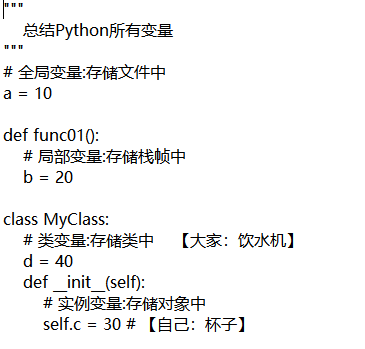 """
    总结Python所有变量
"""
# 全局变量:存储文件中
a = 10

def func01():
    # 局部变量:存储栈帧中
    b = 20

class MyClass:
    # 类变量:存储类中    【大家：饮水机】
    d = 40
    def __init__(self):
        # 实例变量:存储对象中
        self.c = 30 # 【自己：杯子】